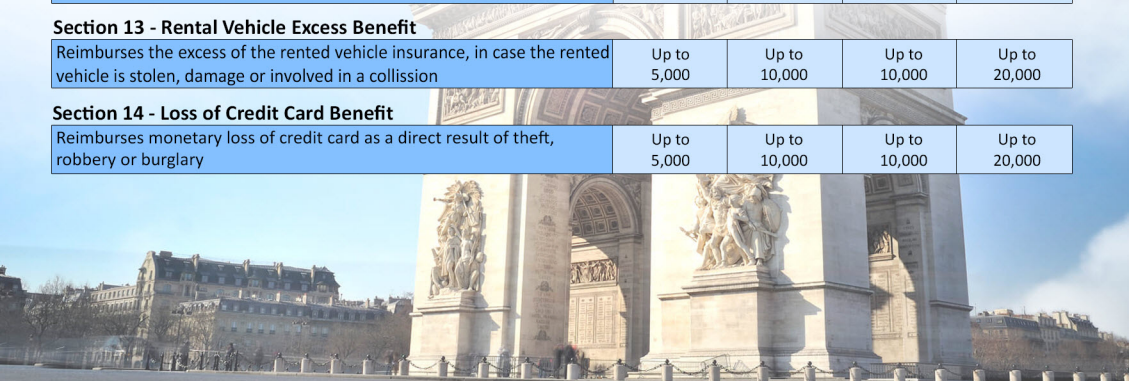 Section 13 - Rental Vehicle Excess Benefit
Reimburses the excess of the rented vehicle insurance, in case the rented
vehicle is stolen, damage or involved in a collission
Up to
5,000
Up to
10,000
Up to
10,000
Up to
20,000
Section 14 - Loss of Credit Card Benefit
Reimburses monetary loss of credit card as a direct result of theft,
robbery or burglary
Up to
5,000
Up to
10,000
Up to
10,000
Up to
20,000